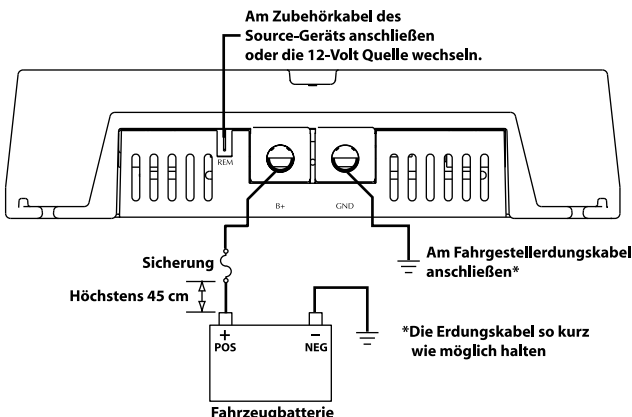 Am Zubehörkabel des
Source-Geräts anschließen
oder die 12-Volt Quelle wechseln.
REM
B+
GND
Sicherung
Am Fahrgestellerdungskabel
anschließen*
Höchstens 45 cm
+
POS
−
NEG
*Die Erdungskabel so kurz
wie möglich halten
Fahrzeugbatterie